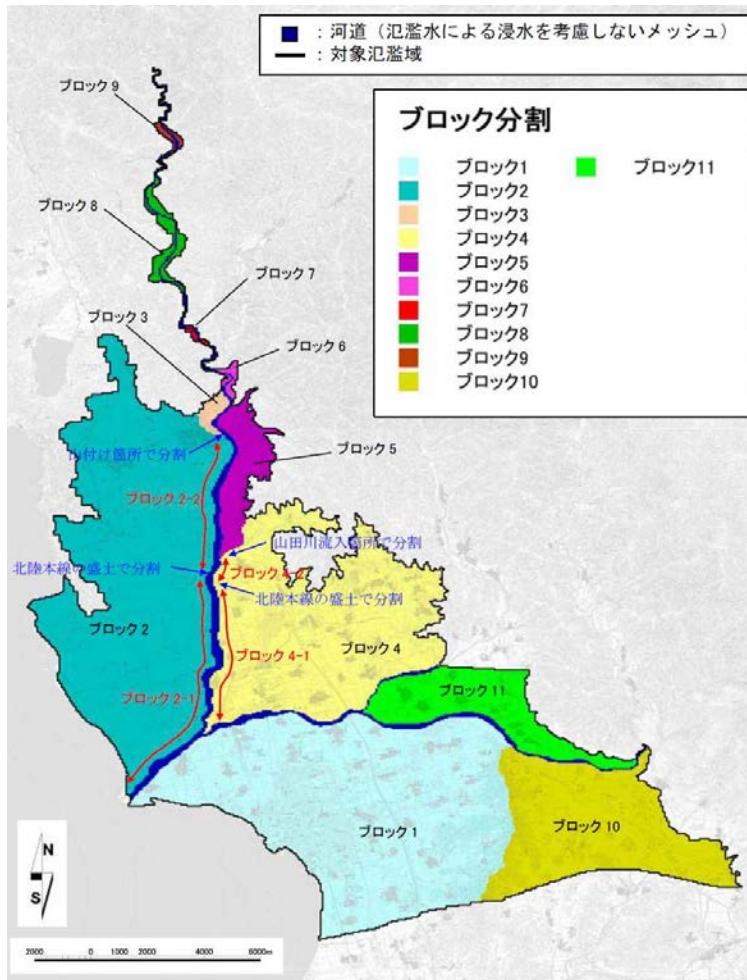 ：河道（氾濫水による浸水を考慮しないメッシュ）
：対象氾濫域
ブロック分割
ブロック1
ブロック2
ブロック3
ブロック4
ブロック5
ブロック6
ブロック7
ブロック8
ブロック9
ブロック10
ブロック11
ブロック 9
ブロック 8
ブロック 7
ブロック 3
ブロック 6
山付け箇所で分割
ブロック 5
ブロック 2-2
山田川流入箇所で分割
北陸本線の盛土で分割
ブロック 4-2
北陸本線の盛土で分割
ブロック 2
ブロック 4-1
ブロック 4
ブロック 2-1
ブロック 11
ブロック 1
ブロック 10
N
S
2000 0 1000 2000 4000 6000m